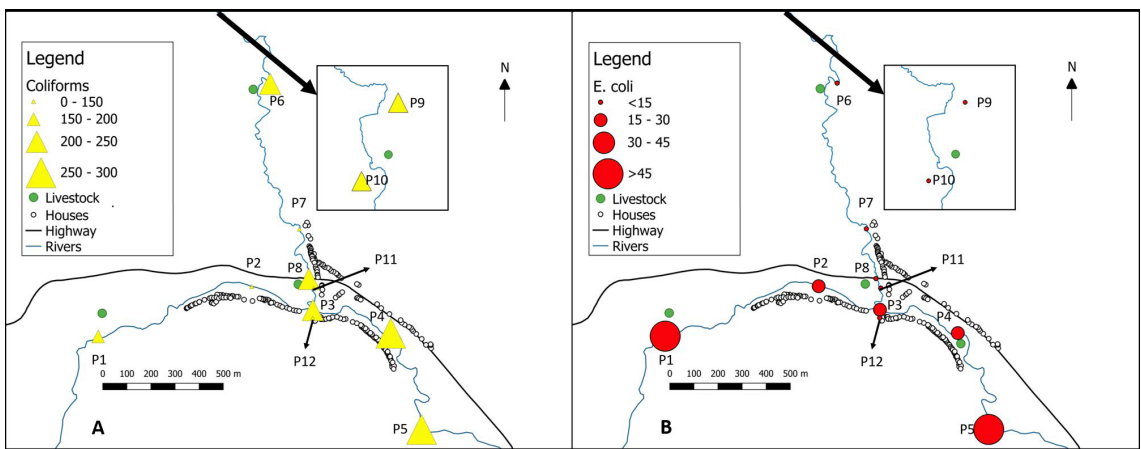 Legend
Coliforms
0 - 150
150 - 200
200 - 250
250 - 300
Livestock
Houses
Highway
Rivers
N
P6
P9
P10
P7
P2
P8
P11
P3
P4
P1
P12
0 100 200 300 400 500 m
P5
A
Legend
E. coli
<15
15 - 30
30 - 45
>45
Livestock
Houses
Highway
Rivers
N
P6
P9
P10
P7
P2
P8
P11
P3
P4
P1
P12
0 100 200 300 400 500 m
P5
B